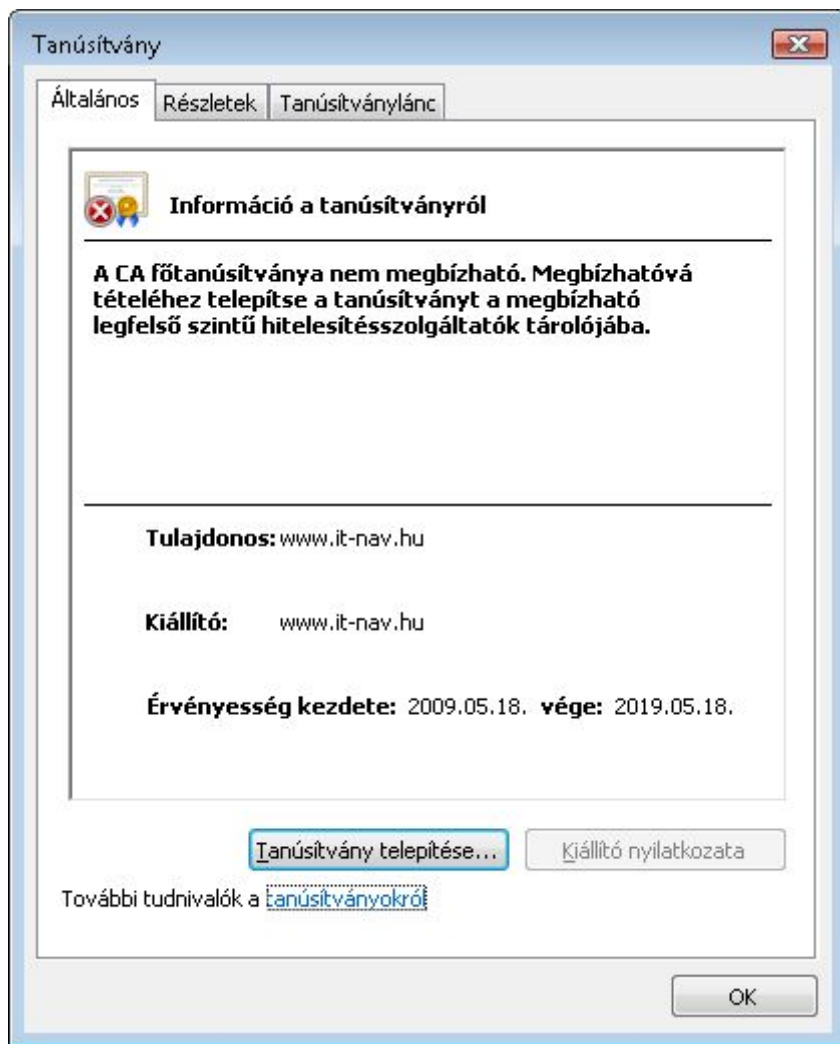 Tanúsítvány
Általános Részletek Tanúsítványlánc
Információ a tanúsítványról
A CA főtanúsítványa nem megbízható. Megbízhatóvá
tételéhez telepítse a tanúsítványt a megbízható
legfelső szintű hitelesítésszolgáltatók tárolójába.
Tulajdonos: www.it-nav.hu
Kiállító: www.it-nav.hu
Érvényesség kezdete: 2009.05.18. vége: 2019.05.18.
Tanúsítvány telepítése... Kiállító nyilatkozata
További tudnivalók a tanúsítványokról
OK